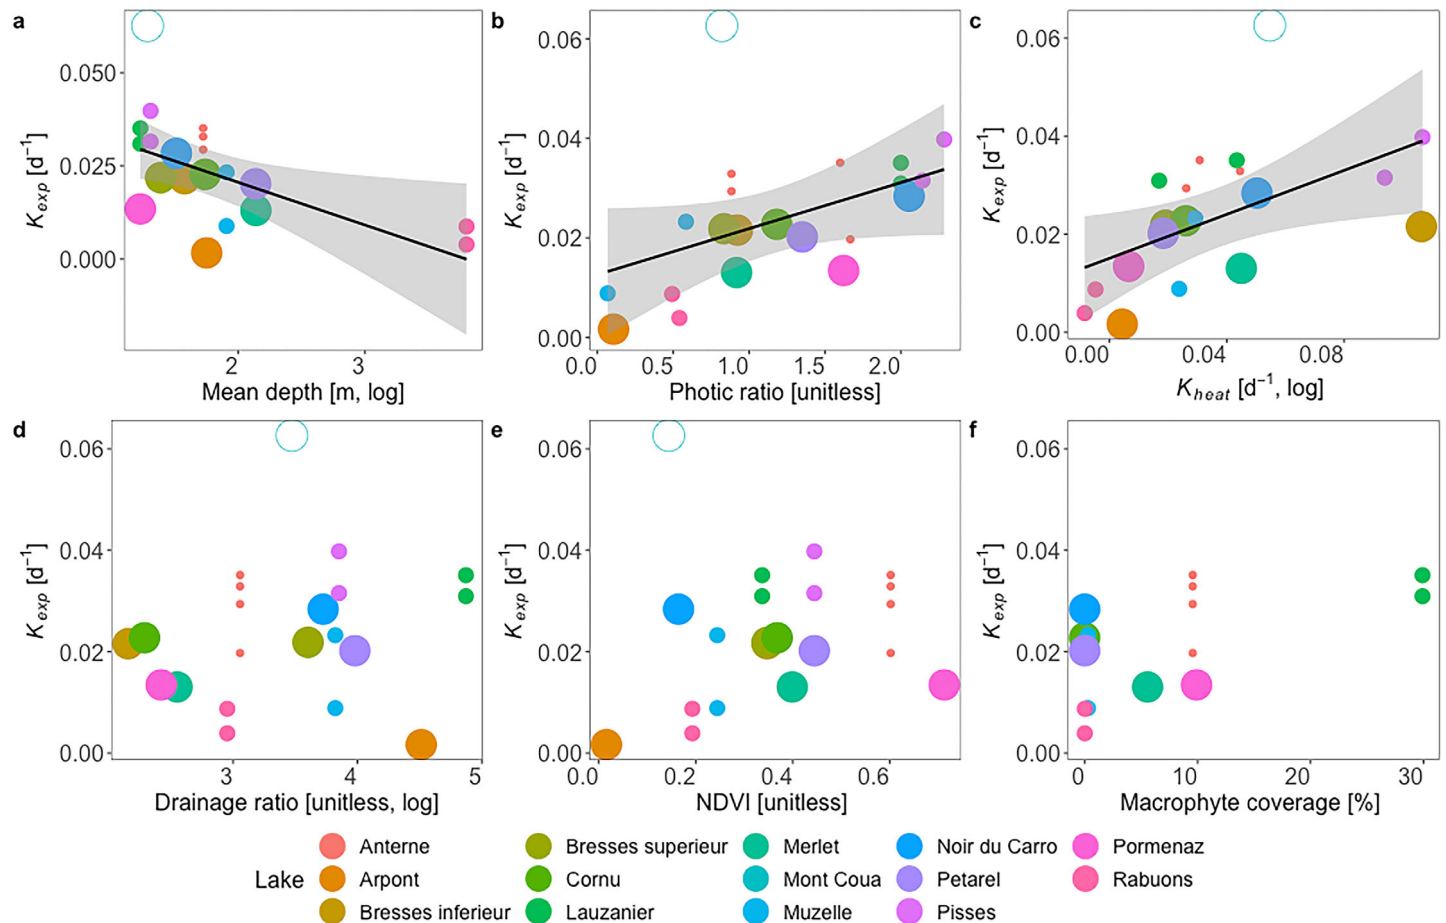 a
K_exp [d⁻¹]
0.050
0.025
0.000
2 3
Mean depth [m, log]
b
K_exp [d⁻¹]
0.06
0.04
0.02
0.00
0.0 0.5 1.0 1.5 2.0
Photic ratio [unitless]
c
K_exp [d⁻¹]
0.06
0.04
0.02
0.00
0.00 0.04 0.08
K_heat [d⁻¹, log]
d
K_exp [d⁻¹]
0.06
0.04
0.02
0.00
3 4 5
Drainage ratio [unitless, log]
e
K_exp [d⁻¹]
0.06
0.04
0.02
0.00
0.0 0.2 0.4 0.6
NDVI [unitless]
f
K_exp [d⁻¹]
0.06
0.04
0.02
0.00
0 10 20 30
Macrophyte coverage [%]
Lake
Anterne
Arpont
Bresses inferieur
Bresses superieur
Cornu
Lauzanier
Merlet
Mont Coua
Muzelle
Noir du Carro
Petarel
Pisses
Pormenaz
Rabuons